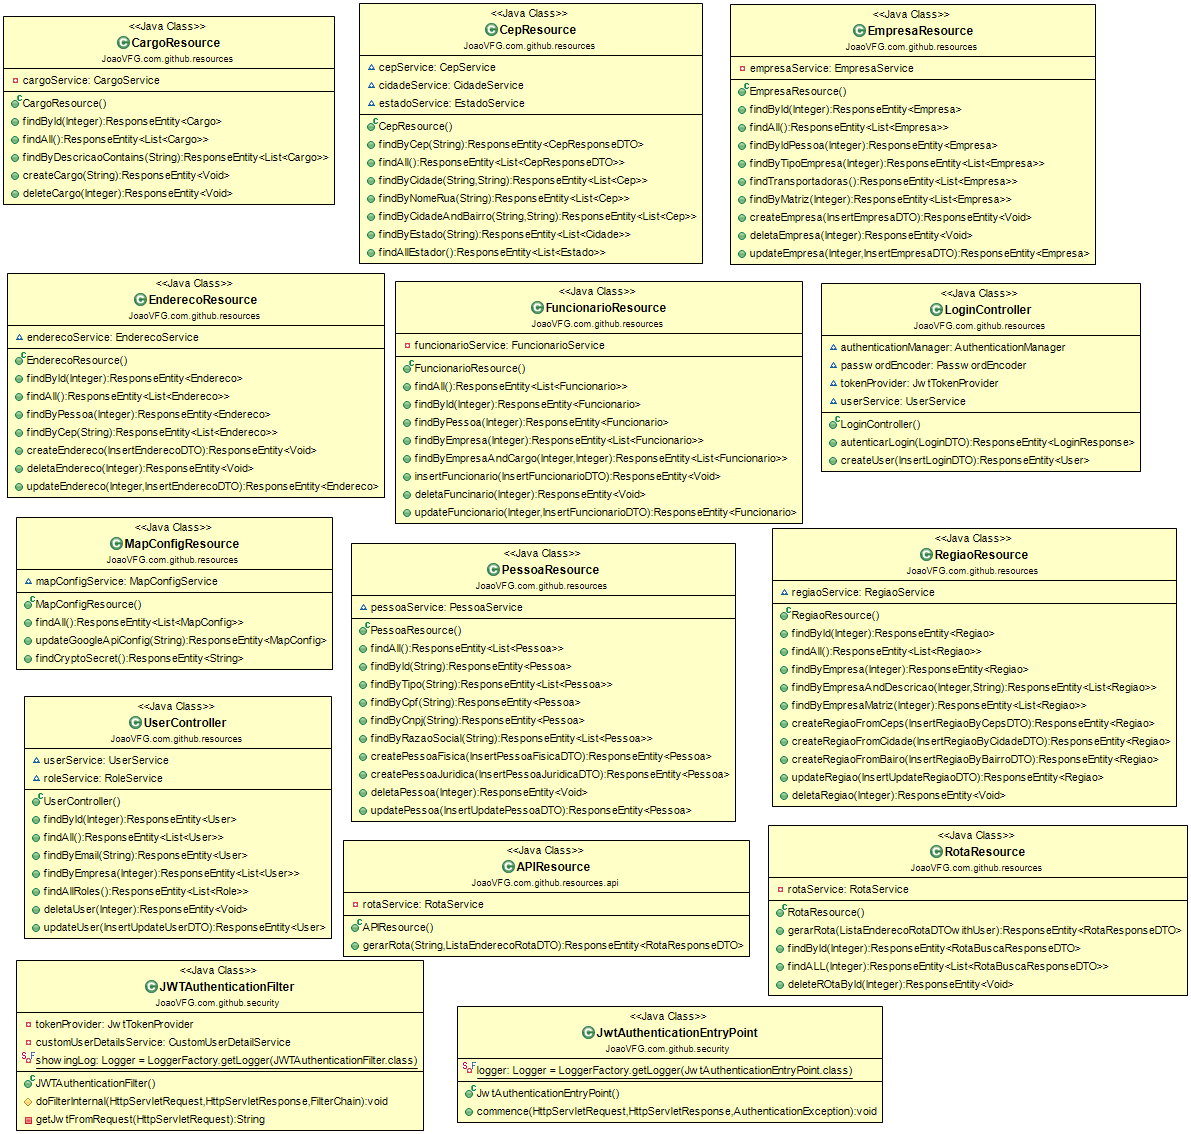 <<Java Class>>
CargoResource
JoaoVFG.com.github.resources
cargoService: CargoService
CargoResource()
findById(Integer):ResponseEntity<Cargo>
findAll():ResponseEntity<List<Cargo>>
findByDescricaoContains(String):ResponseEntity<List<Cargo>>
createCargo(String):ResponseEntity<Void>
deleteCargo(Integer):ResponseEntity<Void>
<<Java Class>>
CepResource
JoaoVFG.com.github.resources
cepService: CepService
cidadeService: CidadeService
estadoService: EstadoService
CepResource()
findByCep(String):ResponseEntity<CepResponseDTO>
findAll():ResponseEntity<List<CepResponseDTO>>
findByCidade(String,String):ResponseEntity<List<Cep>>
findByNomeRua(String):ResponseEntity<List<Cep>>
findByCidadeAndBairro(String,String):ResponseEntity<List<Cep>>
findByEstado(String):ResponseEntity<List<Cidade>>
findAllEstador():ResponseEntity<List<Estado>>
<<Java Class>>
EmpresaResource
JoaoVFG.com.github.resources
empresaService: EmpresaService
EmpresaResource()
findById(Integer):ResponseEntity<Empresa>
findAll():ResponseEntity<List<Empresa>>
findByIdPessoa(Integer):ResponseEntity<Empresa>
findByTipoEmpresa(Integer):ResponseEntity<List<Empresa>>
findTransportadoras():ResponseEntity<List<Empresa>>
findByMatriz(Integer):ResponseEntity<List<Empresa>>
createEmpresa(InsertEmpresaDTO):ResponseEntity<Void>
deletaEmpresa(Integer):ResponseEntity<Void>
updateEmpresa(Integer,InsertEmpresaDTO):ResponseEntity<Empresa>
<<Java Class>>
EnderecoResource
JoaoVFG.com.github.resources
enderecoService: EnderecoService
EnderecoResource()
findById(Integer):ResponseEntity<Endereco>
findAll():ResponseEntity<List<Endereco>>
findByPessoa(Integer):ResponseEntity<Endereco>
findByCep(String):ResponseEntity<List<Endereco>>
createEndereco(InsertEnderecoDTO):ResponseEntity<Void>
deletaEndereco(Integer):ResponseEntity<Void>
updateEndereco(Integer,InsertEnderecoDTO):ResponseEntity<Endereco>
<<Java Class>>
FuncionarioResource
JoaoVFG.com.github.resources
funcionarioService: FuncionarioService
FuncionarioResource()
findAll():ResponseEntity<List<Funcionario>>
findById(Integer):ResponseEntity<Funcionario>
findByPessoa(Integer):ResponseEntity<Funcionario>
findByEmpresa(Integer):ResponseEntity<List<Funcionario>>
findByEmpresaAndCargo(Integer,Integer):ResponseEntity<List<Funcionario>>
insertFuncionario(InsertFuncionarioDTO):ResponseEntity<Void>
deletaFuncinario(Integer):ResponseEntity<Void>
updateFuncionario(Integer,InsertFuncionarioDTO):ResponseEntity<Funcionario>
<<Java Class>>
LoginController
JoaoVFG.com.github.resources
authenticationManager: AuthenticationManager
passwordEncoder: PasswordEncoder
tokenProvider: JwtTokenProvider
userService: UserService
LoginController()
autenticarLogin(LoginDTO):ResponseEntity<LoginResponse>
createUser(InsertLoginDTO):ResponseEntity<User>
<<Java Class>>
MapConfigResource
JoaoVFG.com.github.resources
mapConfigService: MapConfigService
MapConfigResource()
findAll():ResponseEntity<List<MapConfig>>
updateGoogleApiConfig(String):ResponseEntity<MapConfig>
findCryptoSecret():ResponseEntity<String>
<<Java Class>>
PessoaResource
JoaoVFG.com.github.resources
pessoaService: PessoaService
PessoaResource()
findAll():ResponseEntity<List<Pessoa>>
findById(String):ResponseEntity<Pessoa>
findByTipo(String):ResponseEntity<List<Pessoa>>
findByCpf(String):ResponseEntity<Pessoa>
findByCnpj(String):ResponseEntity<Pessoa>
findByRazaoSocial(String):ResponseEntity<List<Pessoa>>
createPessoaFisica(InsertPessoaFisicaDTO):ResponseEntity<Pessoa>
createPessoaJuridica(InsertPessoaJuridicaDTO):ResponseEntity<Pessoa>
deletaPessoa(Integer):ResponseEntity<Void>
updatePessoa(InsertUpdatePessoaDTO):ResponseEntity<Pessoa>
<<Java Class>>
RegiaoResource
JoaoVFG.com.github.resources
regiaoService: RegiaoService
RegiaoResource()
findById(Integer):ResponseEntity<Regiao>
findAll():ResponseEntity<List<Regiao>>
findByEmpresa(Integer):ResponseEntity<Regiao>
findByEmpresaAndDescricao(Integer,String):ResponseEntity<List<Regiao>>
findByEmpresaMatriz(Integer):ResponseEntity<List<Regiao>>
createRegiaoFromCeps(InsertRegiaoByCepsDTO):ResponseEntity<Regiao>
createRegiaoFromCidade(InsertRegiaoByCidadeDTO):ResponseEntity<Regiao>
createRegiaoFromBairo(InsertRegiaoByBairroDTO):ResponseEntity<Regiao>
updateRegiao(InsertUpdateRegiaoDTO):ResponseEntity<Regiao>
deletaRegiao(Integer):ResponseEntity<Void>
<<Java Class>>
UserController
JoaoVFG.com.github.resources
userService: UserService
roleService: RoleService
UserController()
findById(Integer):ResponseEntity<User>
findAll():ResponseEntity<List<User>>
findByEmail(String):ResponseEntity<User>
findByEmpresa(Integer):ResponseEntity<List<User>>
findAllRoles():ResponseEntity<List<Role>>
deletaUser(Integer):ResponseEntity<Void>
updateUser(InsertUpdateUserDTO):ResponseEntity<User>
<<Java Class>>
APIResource
JoaoVFG.com.github.resources.api
rotaService: RotaService
APIResource()
gerarRota(String,ListaEnderecoRotaDTO):ResponseEntity<RotaResponseDTO>
<<Java Class>>
RotaResource
JoaoVFG.com.github.resources
rotaService: RotaService
RotaResource()
gerarRota(ListaEnderecoRotaDTOwithUser):ResponseEntity<RotaResponseDTO>
findById(Integer):ResponseEntity<RotaBuscaResponseDTO>
findALL(Integer):ResponseEntity<List<RotaBuscaResponseDTO>>
deleteROtaById(Integer):ResponseEntity<Void>
<<Java Class>>
JWTAuthenticationFilter
JoaoVFG.com.github.security
tokenProvider: JwtTokenProvider
customUserDetailsService: CustomUserDetailService
showingLog: Logger = LoggerFactory.getLogger(JWTAuthenticationFilter.class)
JWTAuthenticationFilter()
doFilterInternal(HttpServletRequest,HttpServletResponse,FilterChain):void
getJwtFromRequest(HttpServletRequest):String
<<Java Class>>
JwtAuthenticationEntryPoint
JoaoVFG.com.github.security
logger: Logger = LoggerFactory.getLogger(JwtAuthenticationEntryPoint.class)
JwtAuthenticationEntryPoint()
commence(HttpServletRequest,HttpServletResponse,AuthenticationException):void